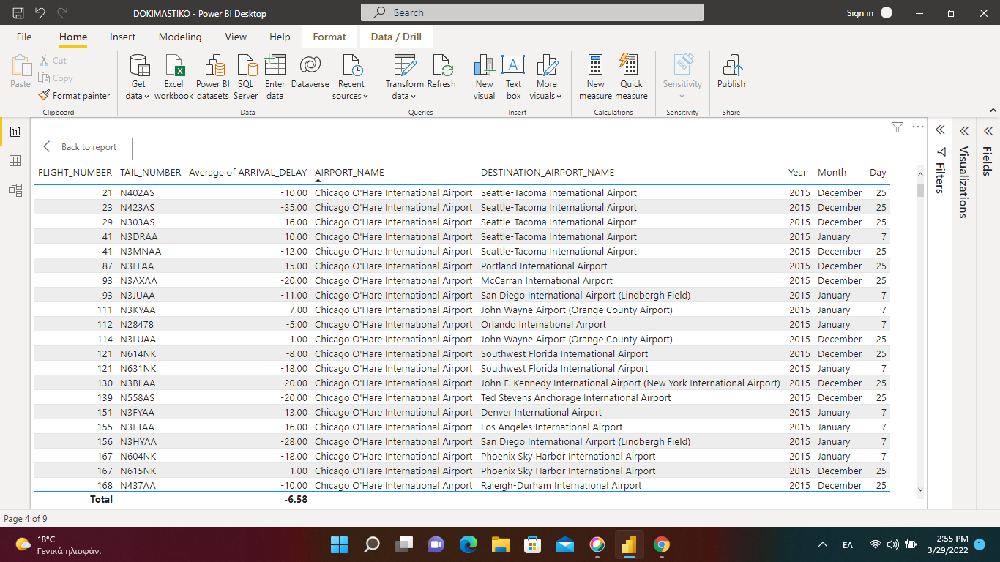 DOKIMASTIKO - Power BI Desktop
Search
Sign in
File Home Insert Modeling View Help Format Data / Drill
Paste
Cut
Copy
Format painter
Clipboard
Get data
Excel workbook
Power BI datasets
SQL Server
Enter data
Dataverse
Recent sources
Data
Transform data
Refresh
Queries
New visual
Text box
More visuals
Insert
New measure
Quick measure
Calculations
Sensitivity
Sensitivity
Publish
Share
Back to report
FLIGHT_NUMBER TAIL_NUMBER Average of ARRIVAL_DELAY AIRPORT_NAME DESTINATION_AIRPORT_NAME Year Month Day
21 N402AS -10.00 Chicago O'Hare International Airport Seattle-Tacoma International Airport 2015 December 25
23 N423AS -35.00 Chicago O'Hare International Airport Seattle-Tacoma International Airport 2015 December 25
29 N303AS -16.00 Chicago O'Hare International Airport Seattle-Tacoma International Airport 2015 December 25
41 N3DRAA 10.00 Chicago O'Hare International Airport Seattle-Tacoma International Airport 2015 January 7
41 N3MNAA -12.00 Chicago O'Hare International Airport Seattle-Tacoma International Airport 2015 December 25
87 N3LFAA -15.00 Chicago O'Hare International Airport Portland International Airport 2015 December 25
93 N3AXAA -20.00 Chicago O'Hare International Airport McCarran International Airport 2015 December 25
93 N3JUAA -11.00 Chicago O'Hare International Airport San Diego International Airport (Lindbergh Field) 2015 January 7
111 N3KYAA -7.00 Chicago O'Hare International Airport John Wayne Airport (Orange County Airport) 2015 January 7
112 N28478 -5.00 Chicago O'Hare International Airport Orlando International Airport 2015 January 7
114 N3LUAA 1.00 Chicago O'Hare International Airport John Wayne Airport (Orange County Airport) 2015 December 25
121 N614NK -8.00 Chicago O'Hare International Airport Southwest Florida International Airport 2015 December 25
121 N631NK -18.00 Chicago O'Hare International Airport Southwest Florida International Airport 2015 January 7
130 N3BLAA -20.00 Chicago O'Hare International Airport John F. Kennedy International Airport (New York International Airport) 2015 December 25
139 N558AS -20.00 Chicago O'Hare International Airport Ted Stevens Anchorage International Airport 2015 December 25
151 N3FYAA 13.00 Chicago O'Hare International Airport Denver International Airport 2015 January 7
155 N3FTAA -16.00 Chicago O'Hare International Airport Los Angeles International Airport 2015 January 7
156 N3HYAA -28.00 Chicago O'Hare International Airport San Diego International Airport (Lindbergh Field) 2015 January 7
167 N604NK -18.00 Chicago O'Hare International Airport Phoenix Sky Harbor International Airport 2015 January 7
167 N615NK 1.00 Chicago O'Hare International Airport Phoenix Sky Harbor International Airport 2015 December 25
168 N437AA -10.00 Chicago O'Hare International Airport Raleigh-Durham International Airport 2015 December 25
Total -6.58
Filters
Visualizations
Fields
Page 4 of 9
18°C
Γενικά ηλιοφάν.
ΕΛ
2:55 PM
3/29/2022
1